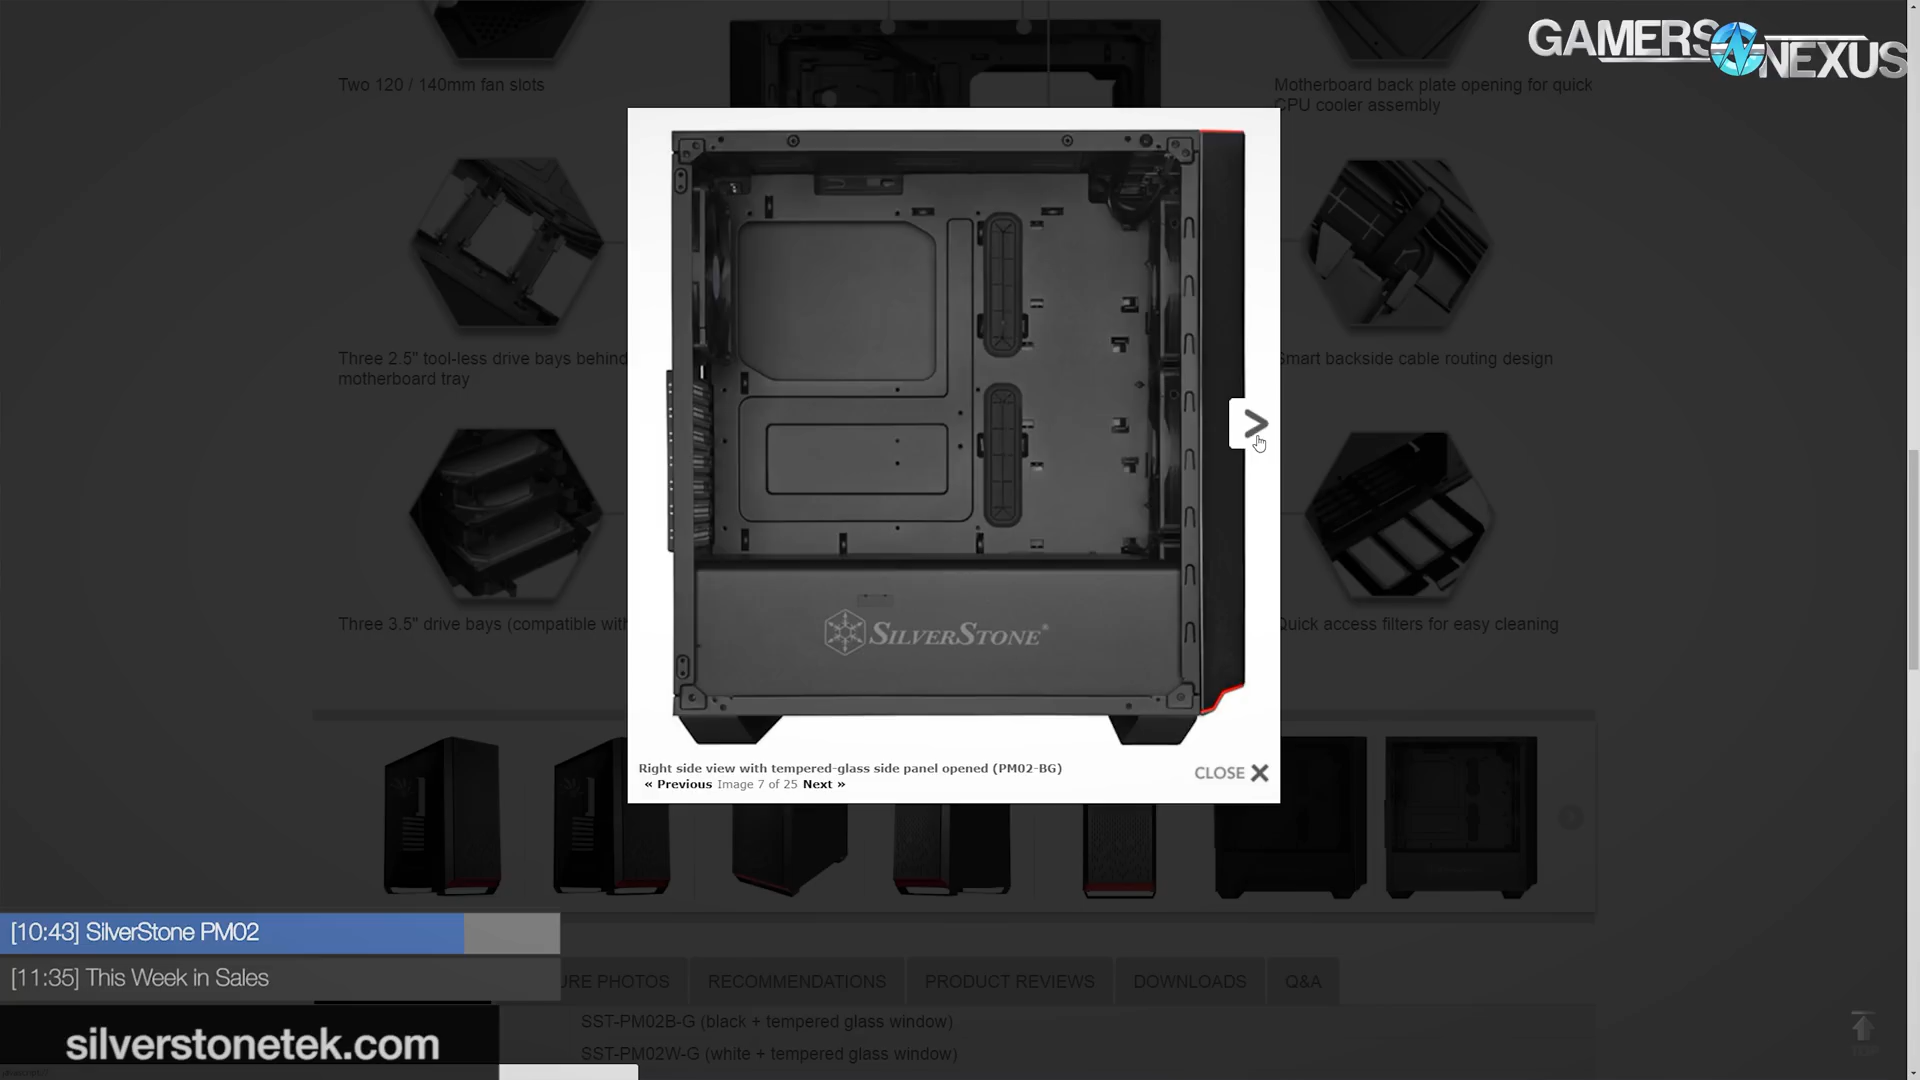 GAMERS NEXUS
Two 120 / 140mm fan slots
Motherboard back plate opening for quick
CPU cooler assembly
Three 2.5" tool-less drive bays behind
motherboard tray
Smart backside cable routing design
Three 3.5" drive bays (compatible with
Quick access filters for easy cleaning
SILVERSTONE®
Right side view with tempered-glass side panel opened (PM02-BG)
« Previous Image 7 of 25 Next »
CLOSE X
[10:43] SilverStone PM02
[11:35] This Week in Sales
URE PHOTOS
RECOMMENDATIONS
PRODUCT REVIEWS
DOWNLOADS
Q&A
SST-PM02B-G (black + tempered glass window)
SST-PM02W-G (white + tempered glass window)
silverstonetek.com
TOP